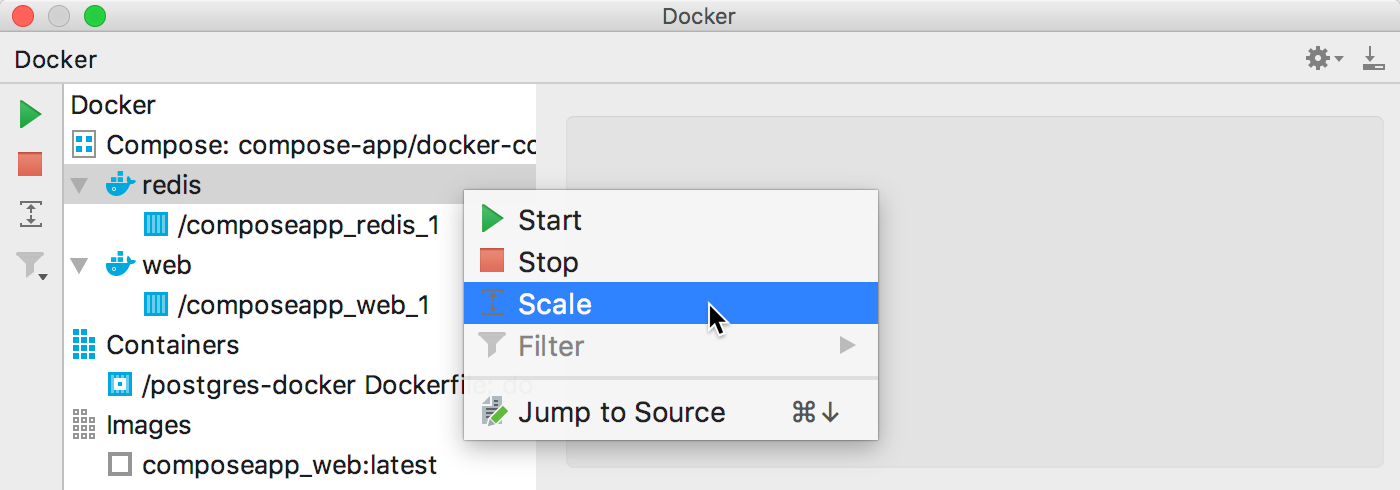 Docker
Docker
Docker
Compose: compose-app/docker-co
redis
/composeapp_redis_1
web
/composeapp_web_1
Containers
/postgres-docker Dockerfile: do
Images
composeapp_web:latest
Start
Stop
Scale
Filter
Jump to Source ⌘↓